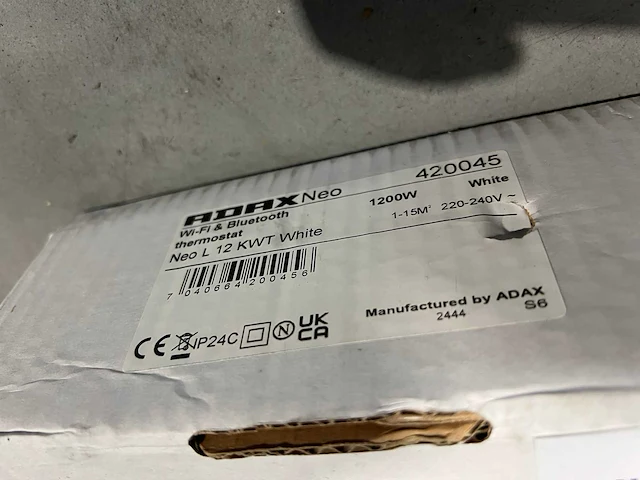 ADAX Neo 420045
Wi-Fi & Bluetooth 1200W White
thermostat 1-15M² 220-240V ~
Neo L 12 KWT White
7 040664 200456
Manufactured by ADAX
2444 S6
CE IP24C N UK
CA